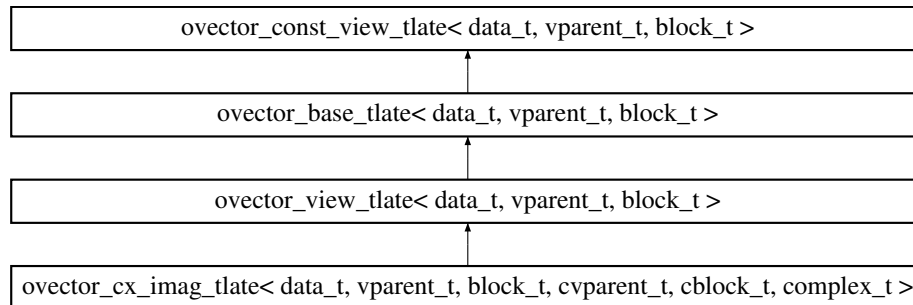 ovector_const_view_tlate< data_t, vparent_t, block_t >
ovector_base_tlate< data_t, vparent_t, block_t >
ovector_view_tlate< data_t, vparent_t, block_t >
ovector_cx_imag_tlate< data_t, vparent_t, block_t, cvparent_t, cblock_t, complex_t >